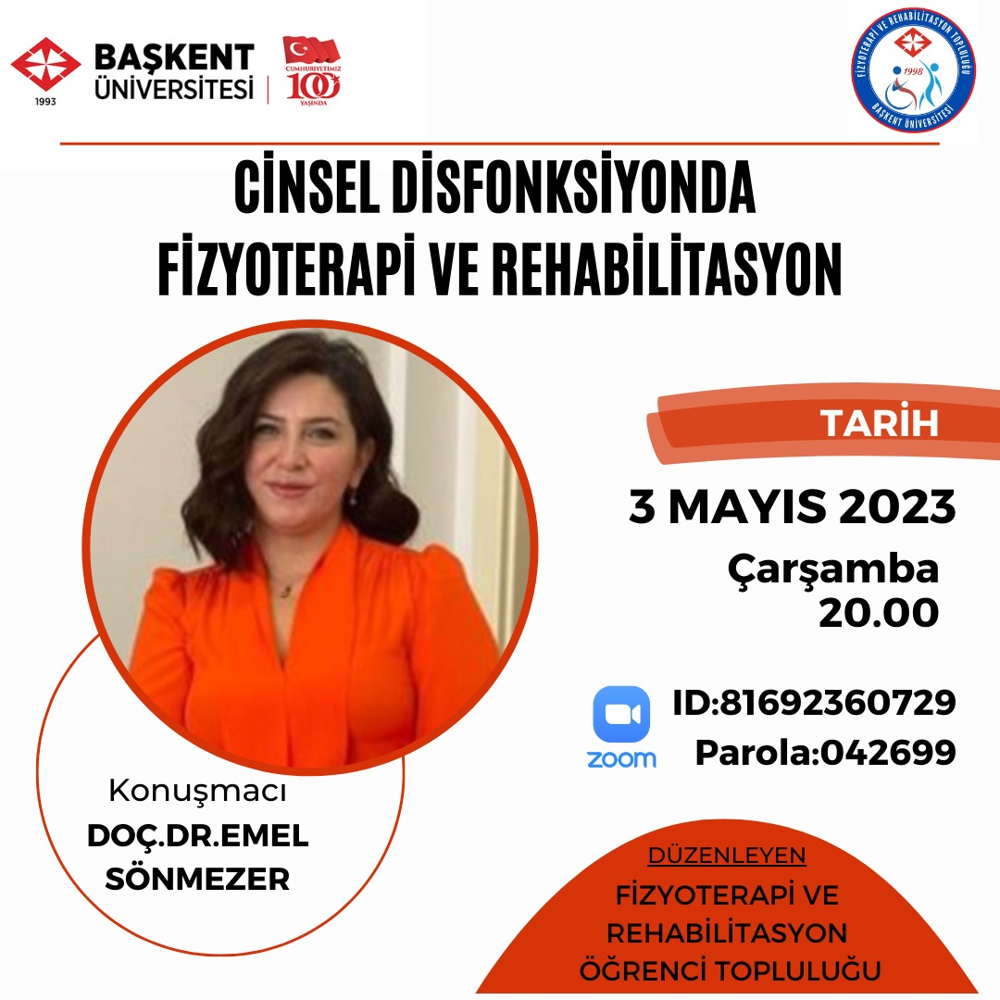 BAŞKENT
ÜNİVERSİTESİ
1993
CUMHURİYETİMİZ
100
YAŞINDA
FİZYOTERAPİ VE REHABİLİTASYON TOPLULUĞU
1998
BAŞKENT ÜNİVERSİTESİ
CİNSEL DİSFONKSİYONDA
FİZYOTERAPİ VE REHABİLİTASYON
TARİH
3 MAYIS 2023
Çarşamba
20.00
ID:81692360729
zoom
Parola:042699
Konuşmacı
DOÇ.DR.EMEL
SÖNMEZER
DÜZENLEYEN
FİZYOTERAPİ VE
REHABİLİTASYON
ÖĞRENCİ TOPLULUĞU